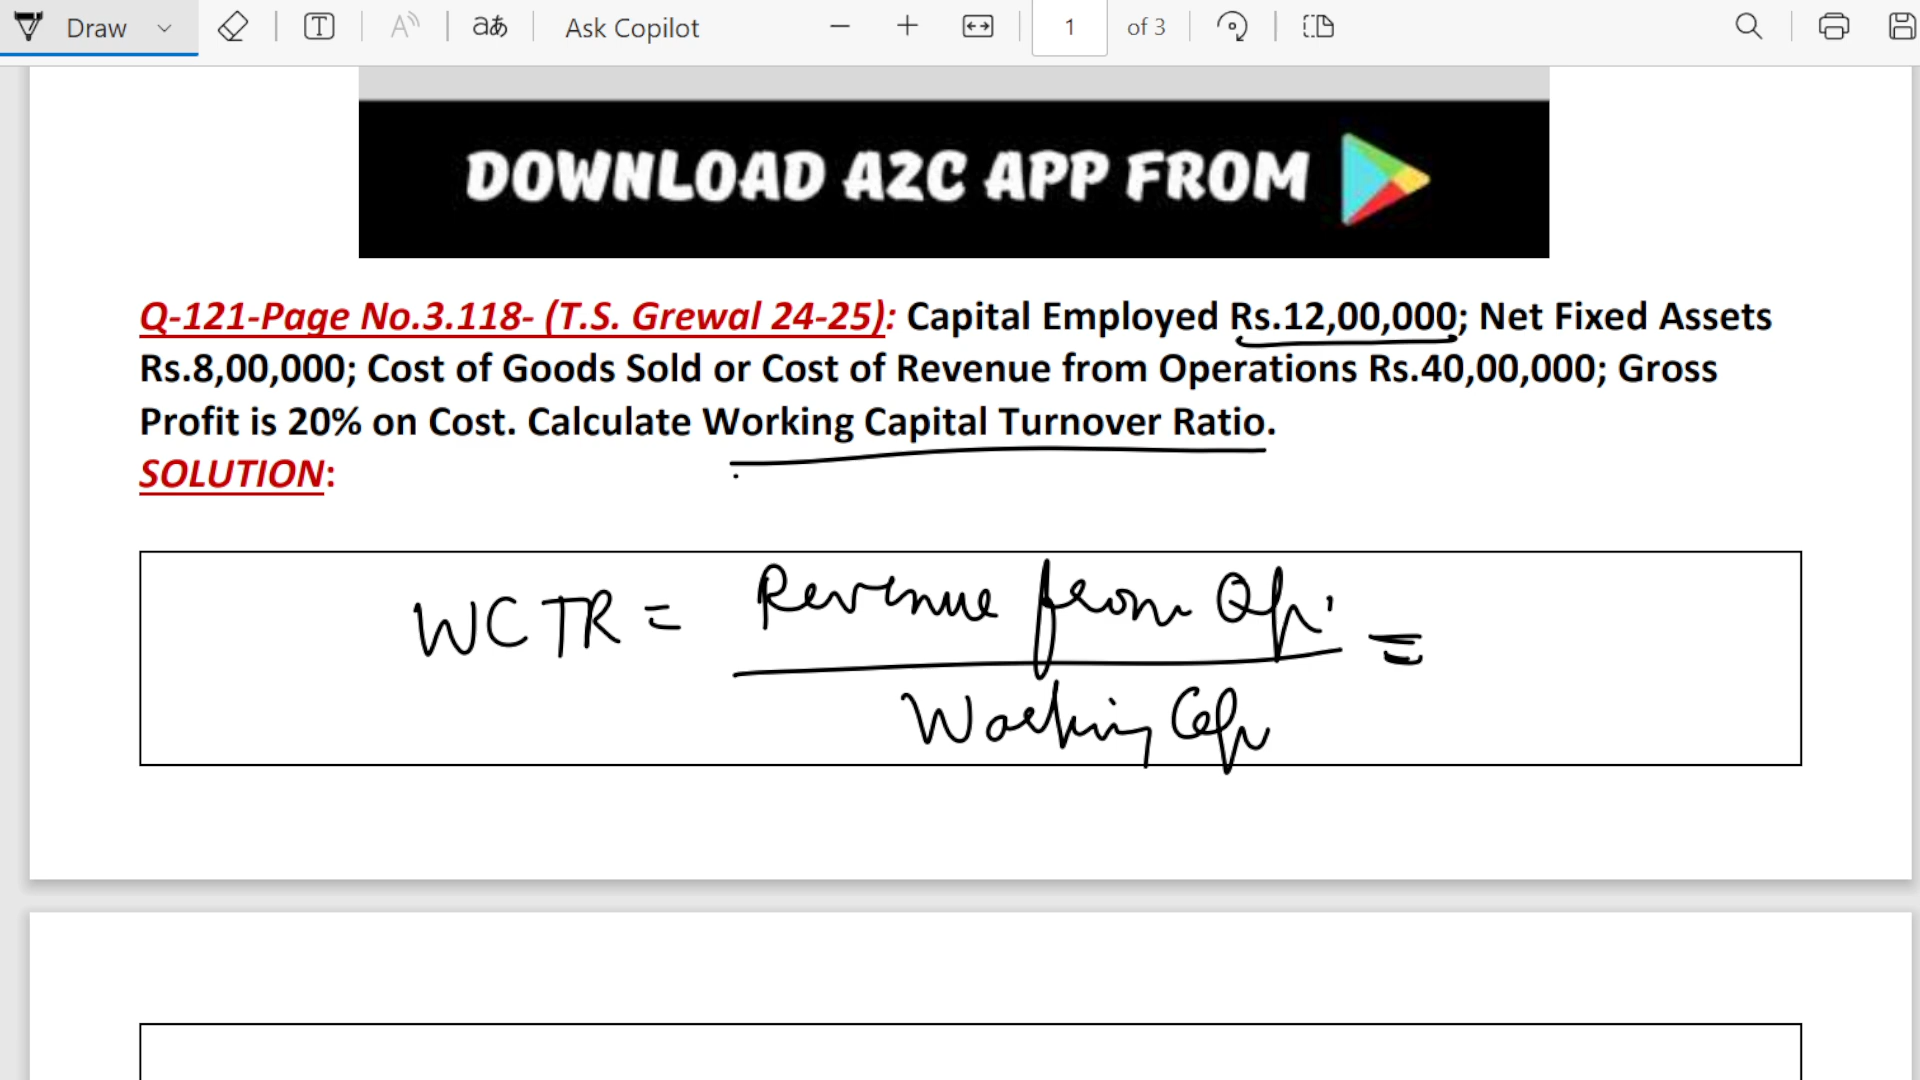 Draw aあ Ask Copilot 1 of 3
DOWNLOAD A2C APP FROM
Q-121-Page No.3.118- (T.S. Grewal 24-25): Capital Employed Rs.12,00,000; Net Fixed Assets
Rs.8,00,000; Cost of Goods Sold or Cost of Revenue from Operations Rs.40,00,000; Gross
Profit is 20% on Cost. Calculate Working Capital Turnover Ratio.
SOLUTION:
WCTR = Revenue from Op. =
Working Cap